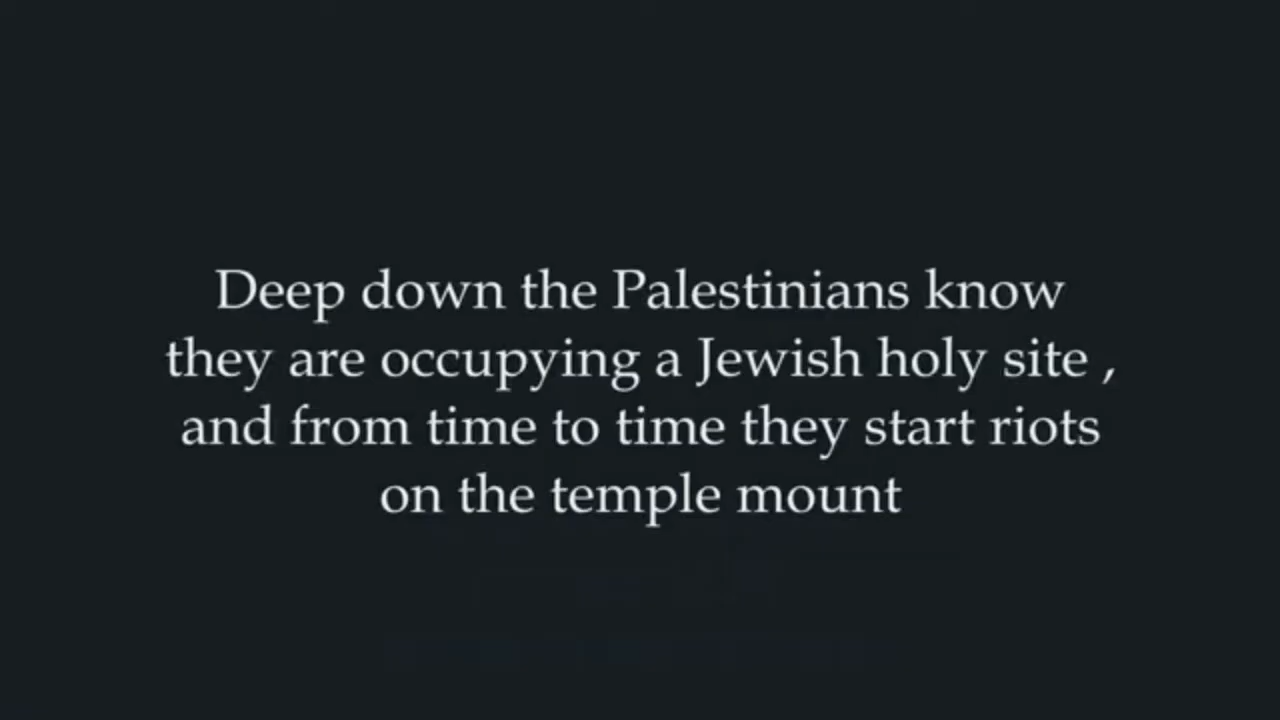 Deep down the Palestinians know
they are occupying a Jewish holy site ,
and from time to time they start riots
on the temple mount